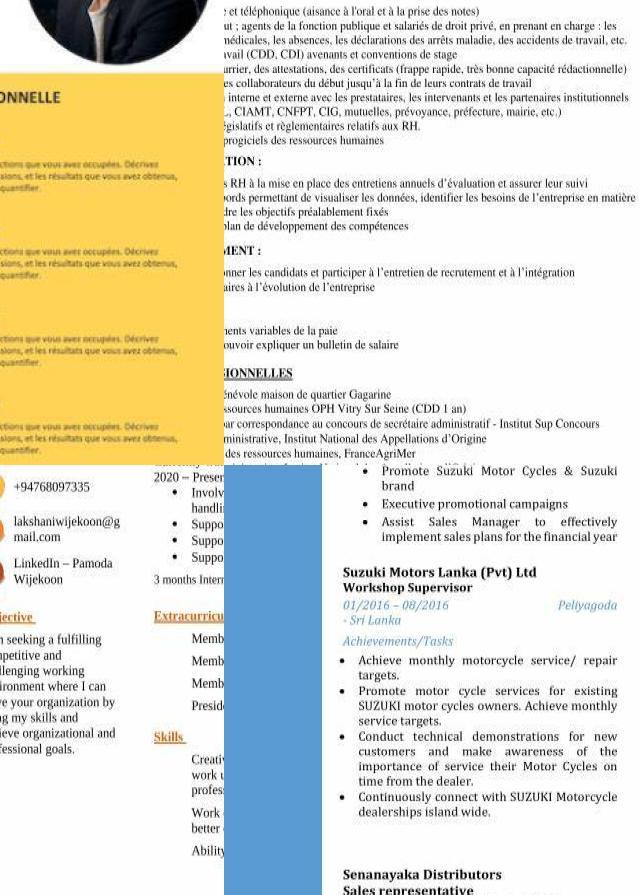 ONNELLE
ctions que vous avez occupées. Décrivez
sions, et les résultats que vous avez obtenus,
quantifier.
ctions que vous avez occupées. Décrivez
sions, et les résultats que vous avez obtenus,
quantifier.
ctions que vous avez occupées. Décrivez
sions, et les résultats que vous avez obtenus,
quantifier.
ctions que vous avez occupées. Décrivez
sions, et les résultats que vous avez obtenus,
quantifier.
e et téléphonique (aisance à l'oral et à la prise des notes)
ut ; agents de la fonction publique et salariés de droit privé, en prenant en charge : les
médicales, les absences, les déclarations des arrêts maladie, des accidents de travail, etc.
avail (CDD, CDI) avenants et conventions de stage
urrier, des attestations, des certificats (frappe rapide, très bonne capacité rédactionnelle)
es collaborateurs du début jusqu'à la fin de leurs contrats de travail
interne et externe avec les prestataires, les intervenants et les partenaires institutionnels
, CIAMT, CNFPT, CIG, mutuelles, prévoyance, préfecture, mairie, etc.)
égislatifs et règlementaires relatifs aux RH.
progiciels des ressources humaines
TION :
s RH à la mise en place des entretiens annuels d'évaluation et assurer leur suivi
bords permettant de visualiser les données, identifier les besoins de l'entreprise en matière
dre les objectifs préalablement fixés
plan de développement des compétences
MENT :
onner les candidats et participer à l'entretien de recrutement et à l'intégration
aires à l'évolution de l'entreprise
ments variables de la paie
ouvoir expliquer un bulletin de salaire
IONNELLES
énévole maison de quartier Gagarine
ssources humaines OPH Vitry Sur Seine (CDD 1 an)
par correspondance au concours de secrétaire administratif - Institut Sup Concours
ministrative, Institut National des Appellations d'Origine
des ressources humaines, FranceAgriMer
+94768097335
lakshaniwijekoon@g
mail.com
LinkedIn – Pamoda
Wijekoon
jective
n seeking a fulfilling
mpetitive and
llenging working
ironment where I can
ve your organization by
ng my skills and
ieve organizational and
fessional goals.
2020 – Presen
• Involv
handli
• Suppo
• Suppo
• Suppo
3 months Intern
Extracurricu
Memb
Memb
Memb
Presid
Skills
Creati
work u
profes
Work
better
Ability
• Promote Suzuki Motor Cycles & Suzuki
brand
• Executive promotional campaigns
• Assist Sales Manager to effectively
implement sales plans for the financial year
Suzuki Motors Lanka (Pvt) Ltd
Workshop Supervisor
01/2016 – 08/2016 Peliyagoda
- Sri Lanka
Achievements/Tasks
• Achieve monthly motorcycle service/ repair
targets.
• Promote motor cycle services for existing
SUZUKI motor cycles owners. Achieve monthly
service targets.
• Conduct technical demonstrations for new
customers and make awareness of the
importance of service their Motor Cycles on
time from the dealer.
• Continuously connect with SUZUKI Motorcycle
dealerships island wide.
Senanayaka Distributors
Sales representative